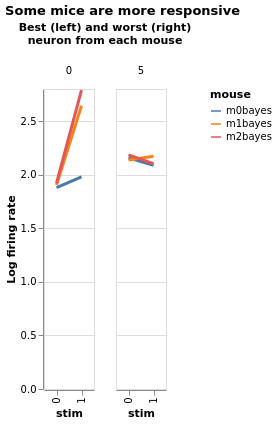 Some mice are more responsive
Best (left) and worst (right)
neuron from each mouse
0
5
mouse
m0bayes
m1bayes
m2bayes
Log firing rate
2.5
2.0
1.5
1.0
0.5
0.0
0
1
0
1
stim
stim